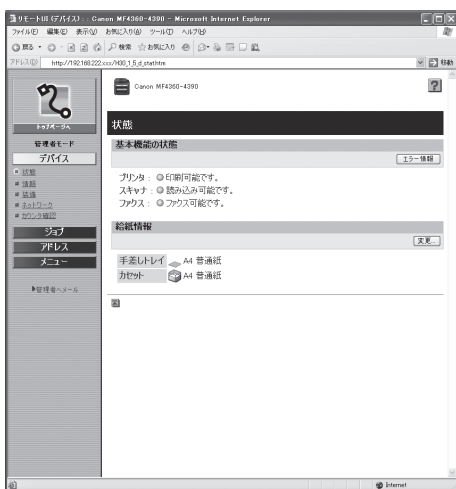 リモートUI (デバイス) : : Canon MF4360-4390 - Microsoft Internet Explorer
ファイル(F) 編集(E) 表示(V) お気に入り(A) ツール(T) ヘルプ(H)
戻る 検索 お気に入り
アドレス(D) http://192.168.222.xxx/H00_1_5_d_stat.htm 移動
Canon MF4360-4390
トップページへ
状態
管理者モード
基本機能の状態
デバイス
エラー情報
状態
情報
装備
ネットワーク
カウンタ確認
プリンタ : 印刷可能です。
スキャナ : 読み込み可能です。
ファクス : ファクス可能です。
ジョブ
アドレス
メニュー
給紙情報
変更...
手差しトレイ A4 普通紙
カセット A4 普通紙
管理者へメール
Internet